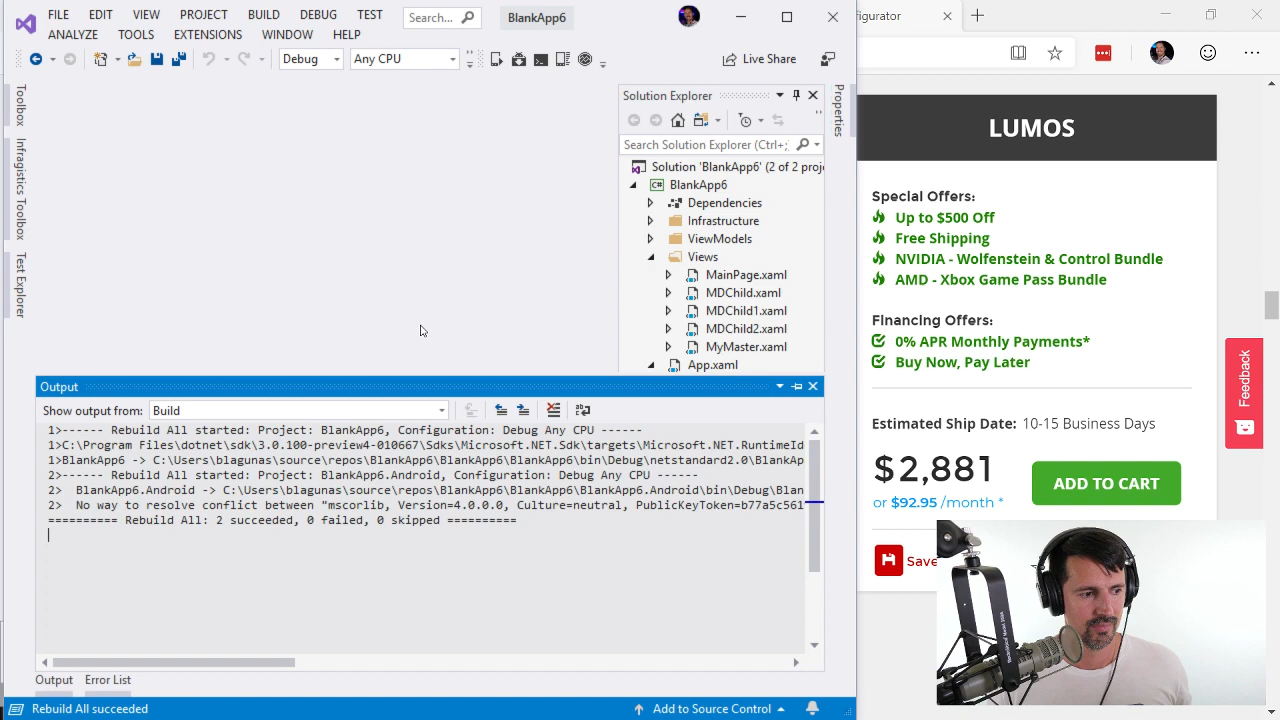 FILE EDIT VIEW PROJECT BUILD DEBUG TEST Search... BlankApp6
ANALYZE TOOLS EXTENSIONS WINDOW HELP
Debug Any CPU Live Share
Toolbox
Infragistics Toolbox
Test Explorer
Solution Explorer
Search Solution Explorer (Ctrl+;
Solution 'BlankApp6' (2 of 2 proj
C# BlankApp6
Dependencies
Infrastructure
ViewModels
Views
MainPage.xaml
MDChild.xaml
MDChild1.xaml
MDChild2.xaml
MyMaster.xaml
App.xaml
Properties
Output
Show output from: Build
1>------ Rebuild All started: Project: BlankApp6, Configuration: Debug Any CPU ------
1>C:\Program Files\dotnet\sdk\3.0.100-preview4-010667\Sdks\Microsoft.NET.Sdk\targets\Microsoft.NET.RuntimeId
1>BlankApp6 -> C:\Users\blagunas\source\repos\BlankApp6\BlankApp6\BlankApp6\bin\Debug\netstandard2.0\BlankAp
2>------ Rebuild All started: Project: BlankApp6.Android, Configuration: Debug Any CPU ------
2>  BlankApp6.Android -> C:\Users\blagunas\source\repos\BlankApp6\BlankApp6\BlankApp6.Android\bin\Debug\Blan
2>  No way to resolve conflict between "mscorlib, Version=4.0.0.0, Culture=neutral, PublicKeyToken=b77a5c561
========== Rebuild All: 2 succeeded, 0 failed, 0 skipped ==========
Output Error List
Rebuild All succeeded Add to Source Control
figurator
LUMOS
Special Offers:
Up to $500 Off
Free Shipping
NVIDIA - Wolfenstein & Control Bundle
AMD - Xbox Game Pass Bundle
Financing Offers:
0% APR Monthly Payments*
Buy Now, Pay Later
Estimated Ship Date: 10-15 Business Days
$2,881
or $92.95 /month *
ADD TO CART
Save
Feedback